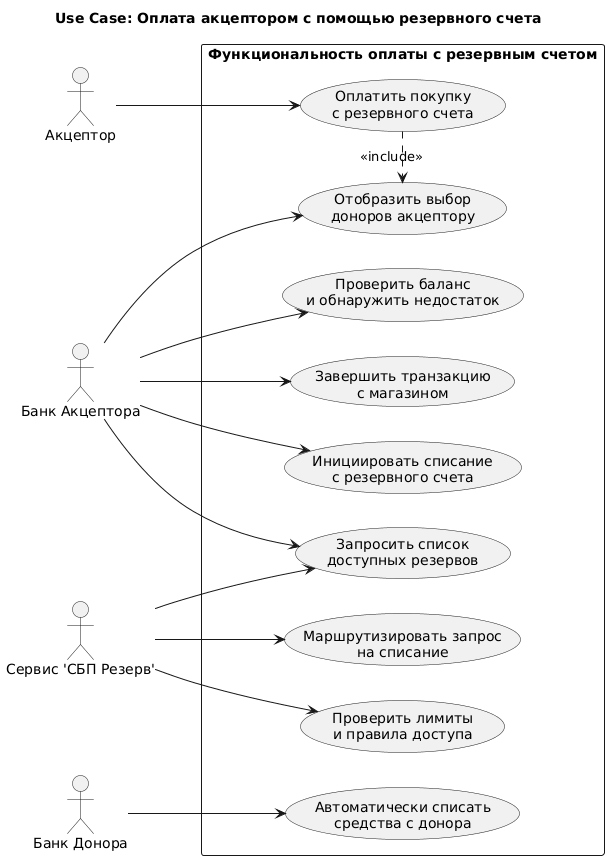 Use Case: Оплата акцептором с помощью резервного счета
Функциональность оплаты с резервным счетом
Оплатить покупку
с резервного счета
Акцептор
«include»
Отобразить выбор
доноров акцептору
Проверить баланс
и обнаружить недостаток
Завершить транзакцию
с магазином
Банк Акцептора
Инициировать списание
с резервного счета
Запросить список
доступных резервов
Маршрутизировать запрос
на списание
Сервис 'СБП Резерв'
Проверить лимиты
и правила доступа
Автоматически списать
средства с донора
Банк Донора